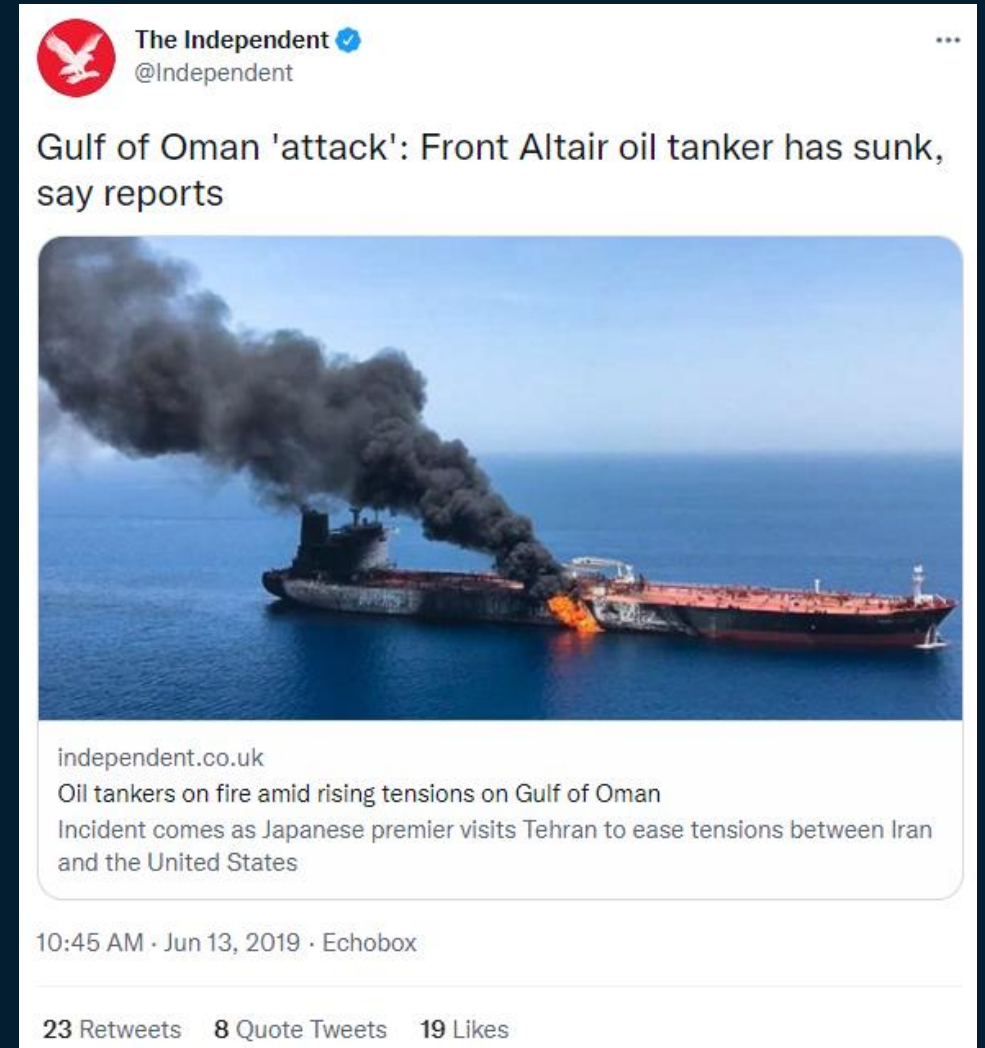 The Independent
@Independent
Gulf of Oman 'attack': Front Altair oil tanker has sunk,
say reports
independent.co.uk
Oil tankers on fire amid rising tensions on Gulf of Oman
Incident comes as Japanese premier visits Tehran to ease tensions between Iran
and the United States
10:45 AM · Jun 13, 2019 · Echobox
23 Retweets 8 Quote Tweets 19 Likes